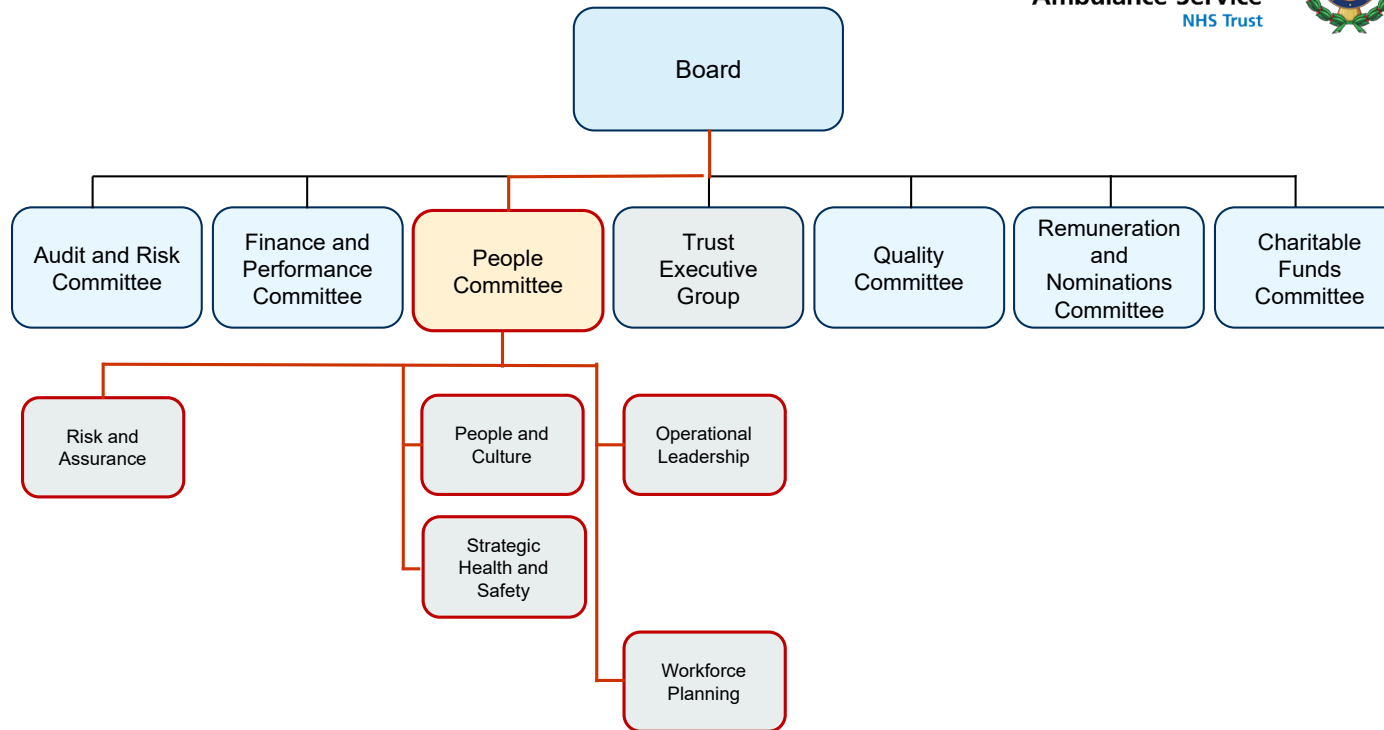 Ambulance Service
NHS Trust
Board
Audit and Risk
Committee
Finance and
Performance
Committee
People
Committee
Trust
Executive
Group
Quality
Committee
Remuneration
and
Nominations
Committee
Charitable
Funds
Committee
Risk and
Assurance
People and
Culture
Operational
Leadership
Strategic
Health and
Safety
Workforce
Planning